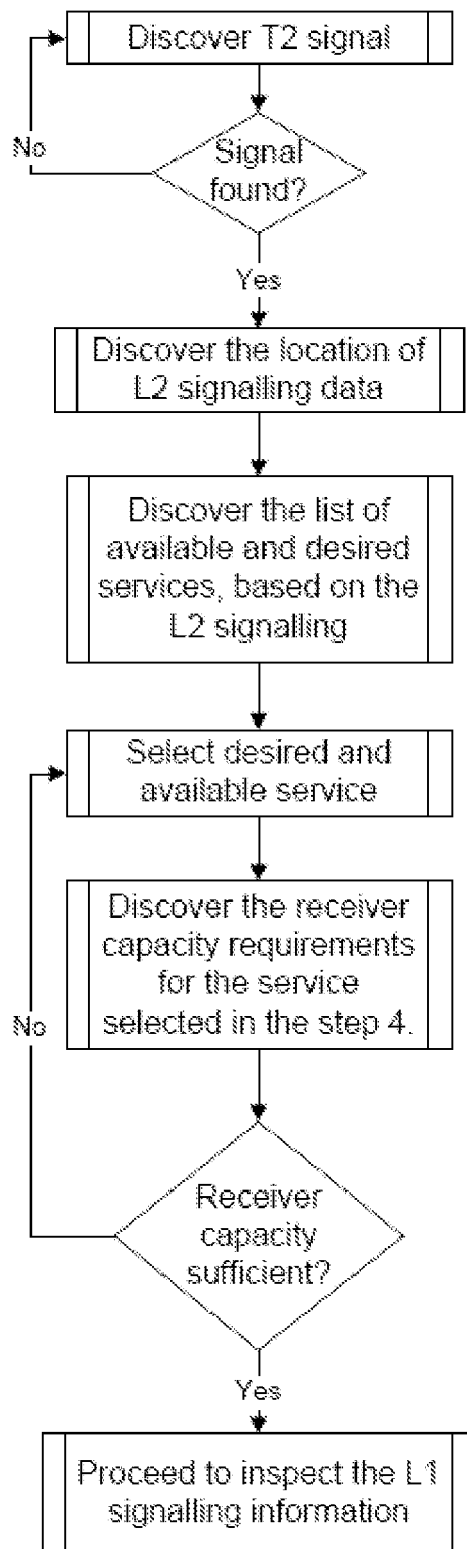 Discover T2 signal
No
Signal
found?
Yes
Discover the location of
L2 signalling data
Discover the list of
available and desired
services, based on the
L2 signalling
Select desired and
available service
Discover the receiver
capacity requirements
for the service
selected in the step 4.
No
Receiver
capacity
sufficient?
Yes
Proceed to inspect the L1
signalling information